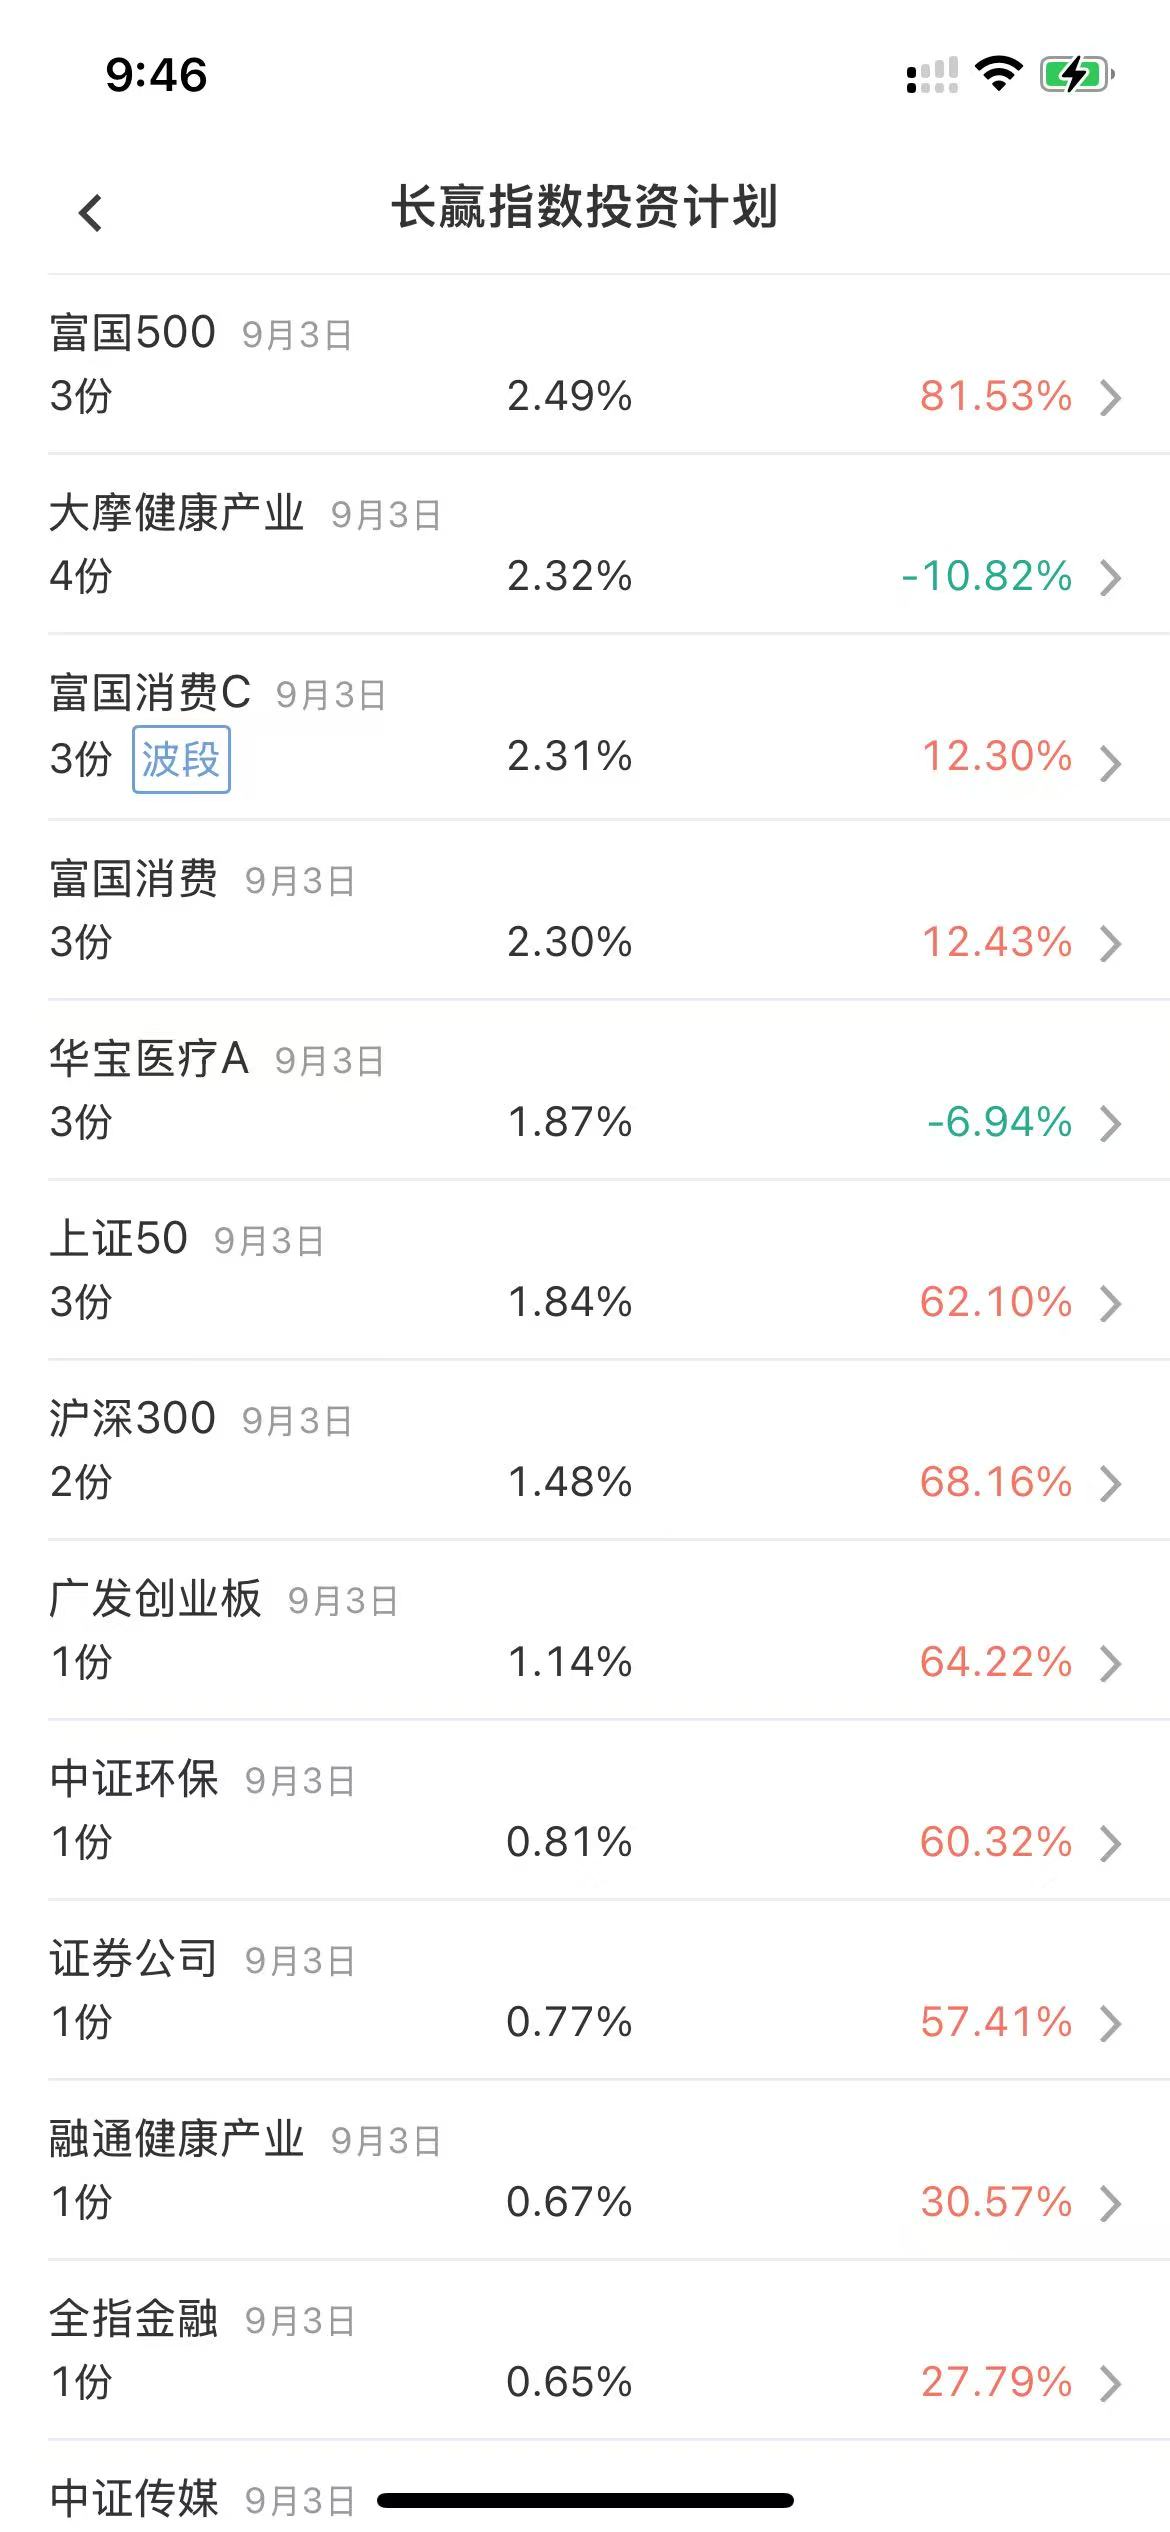 9:46
长赢指数投资计划
富国500 9月3日
3份 2.49% 81.53%
大摩健康产业 9月3日
4份 2.32% -10.82%
富国消费C 9月3日
3份 波段 2.31% 12.30%
富国消费 9月3日
3份 2.30% 12.43%
华宝医疗A 9月3日
3份 1.87% -6.94%
上证50 9月3日
3份 1.84% 62.10%
沪深300 9月3日
2份 1.48% 68.16%
广发创业板 9月3日
1份 1.14% 64.22%
中证环保 9月3日
1份 0.81% 60.32%
证券公司 9月3日
1份 0.77% 57.41%
融通健康产业 9月3日
1份 0.67% 30.57%
全指金融 9月3日
1份 0.65% 27.79%
中证传媒 9月3日